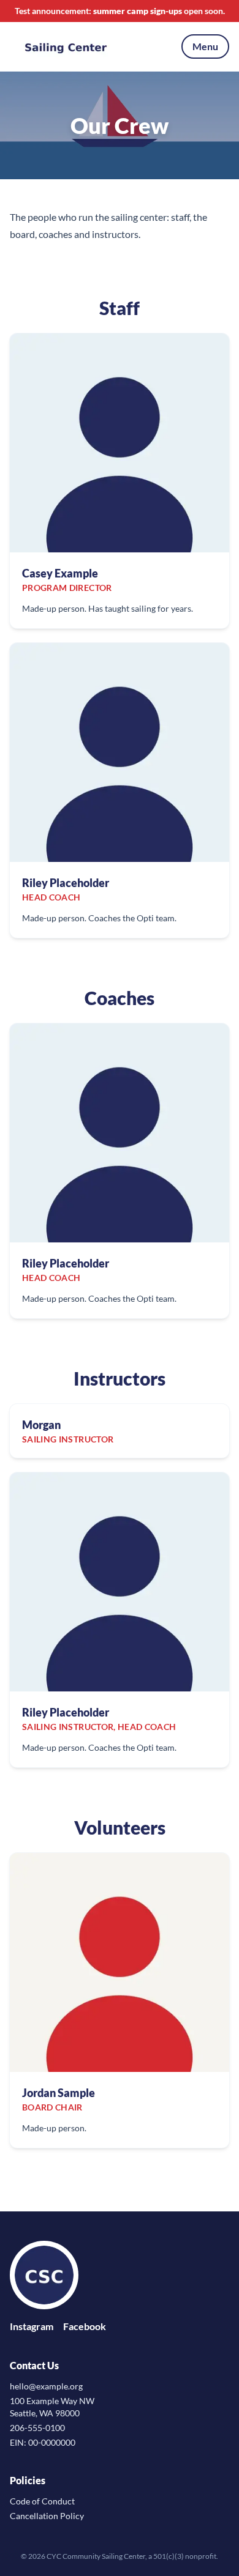 Test announcement: summer camp sign-ups open soon.
Sailing Center
Menu
Our Crew
The people who run the sailing center: staff, the
board, coaches and instructors.
Staff
Casey Example
PROGRAM DIRECTOR
Made-up person. Has taught sailing for years.
Riley Placeholder
HEAD COACH
Made-up person. Coaches the Opti team.
Coaches
Riley Placeholder
HEAD COACH
Made-up person. Coaches the Opti team.
Instructors
Morgan
SAILING INSTRUCTOR
Riley Placeholder
SAILING INSTRUCTOR, HEAD COACH
Made-up person. Coaches the Opti team.
Volunteers
Jordan Sample
BOARD CHAIR
Made-up person.
CSC
Instagram Facebook
Contact Us
hello@example.org
100 Example Way NW
Seattle, WA 98000
206-555-0100
EIN: 00-0000000
Policies
Code of Conduct
Cancellation Policy
© 2026 CYC Community Sailing Center, a 501(c)(3) nonprofit.